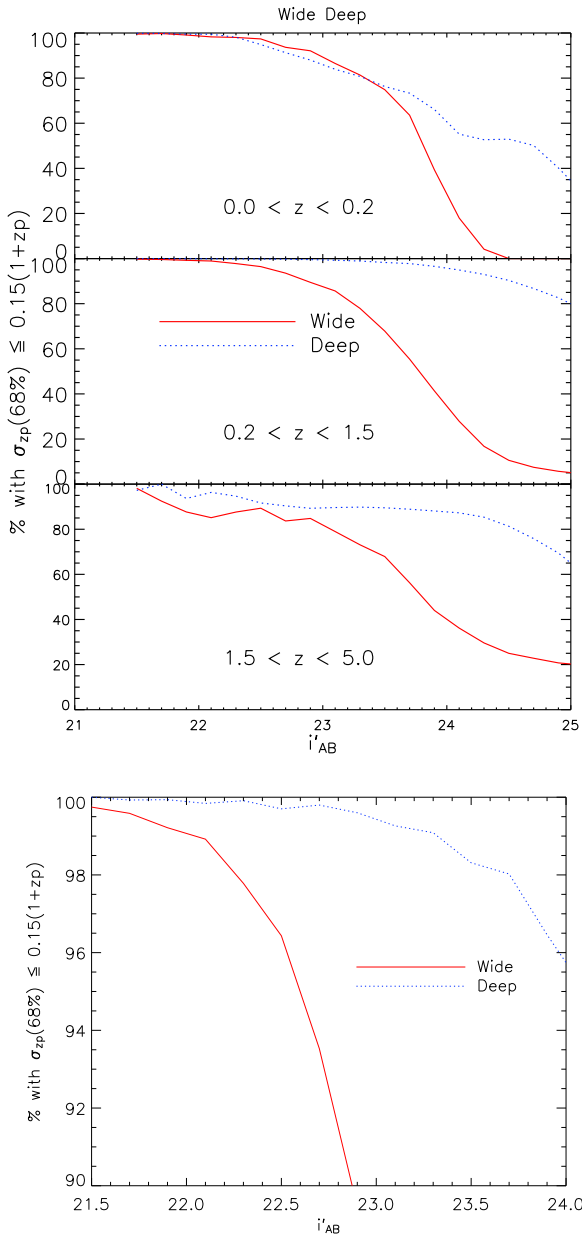 Wide Deep
% with σzp(68%) ≤ 0.15(1+zp)
100
80
60
40
20
0
0.0 < z < 0.2
100
80
60
40
20
0
Wide
Deep
0.2 < z < 1.5
100
80
60
40
20
0
1.5 < z < 5.0
21 22 23 24 25
i'AB
% with σzp(68%) ≤ 0.15(1+zp)
100
98
96
94
92
90
Wide
Deep
21.5 22.0 22.5 23.0 23.5 24.0
i'AB